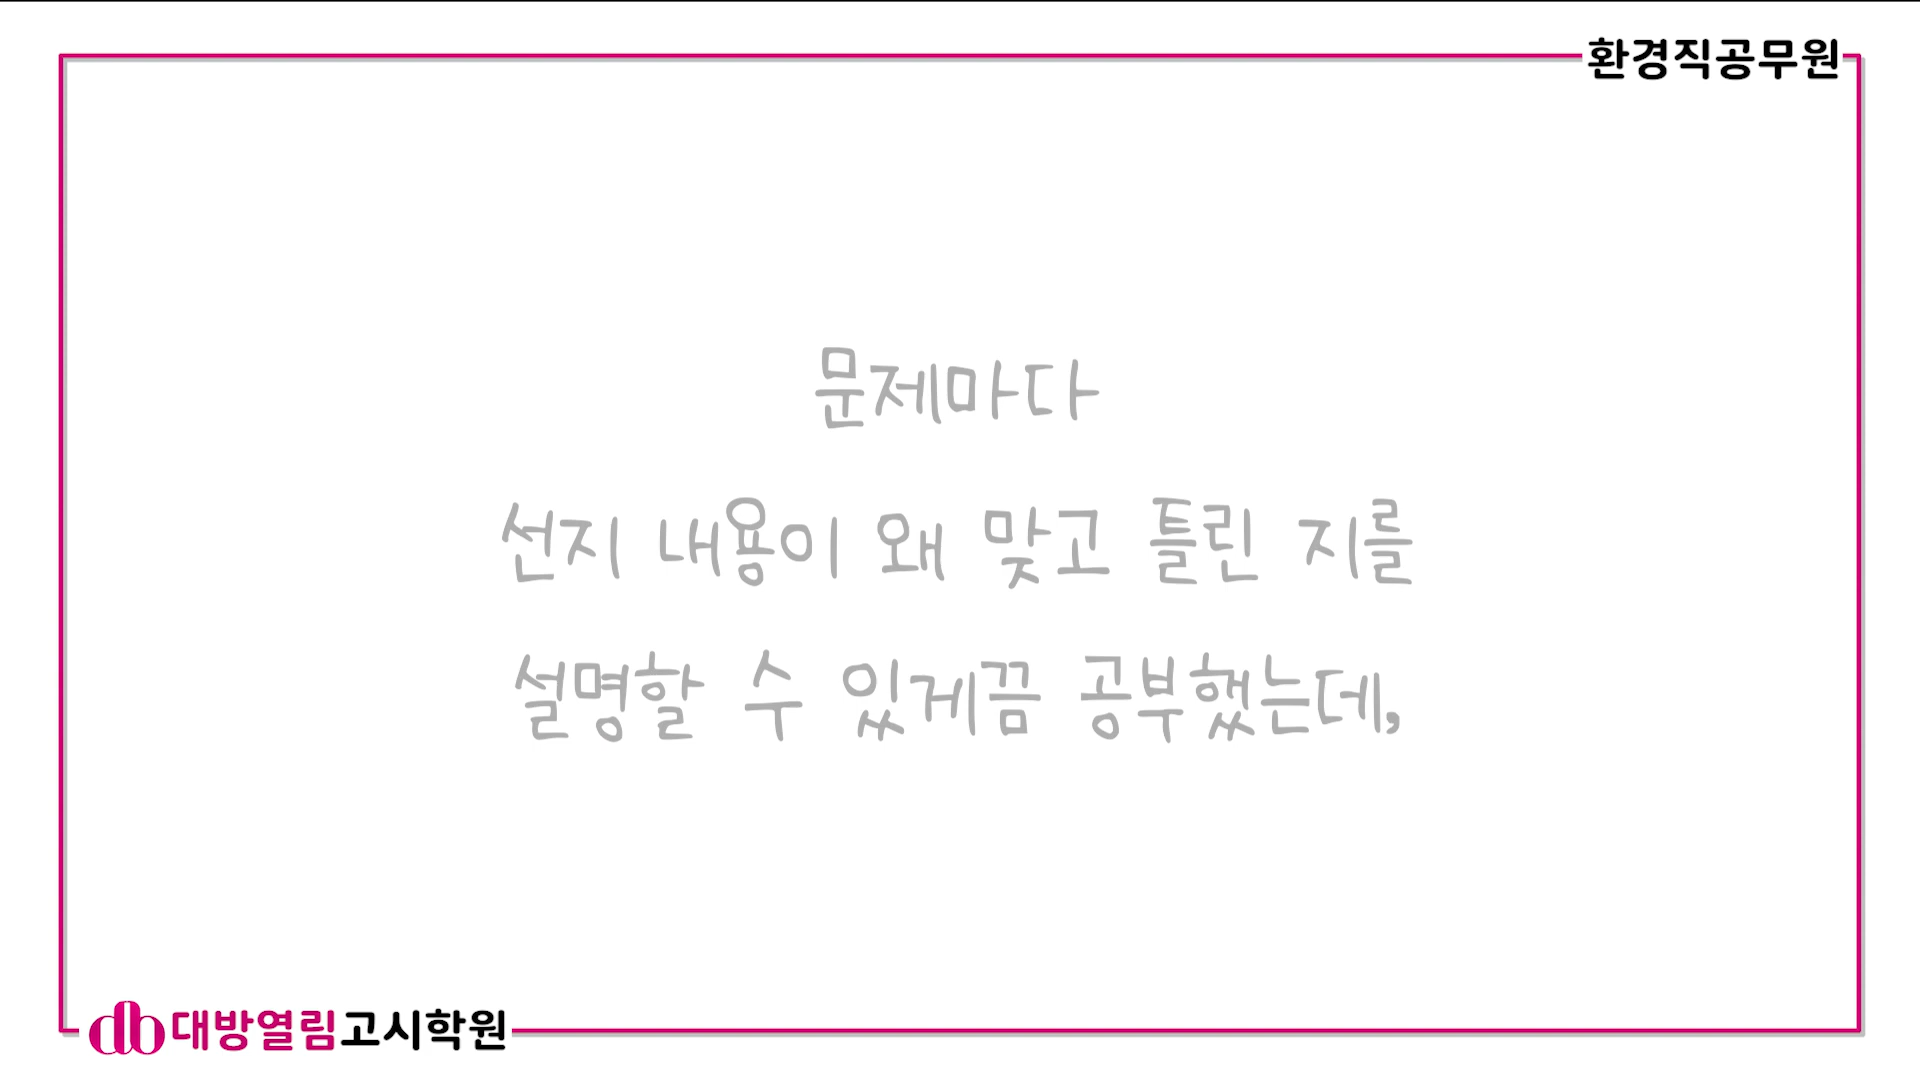 환경직공무원
문제마다
선지 내용이 왜 맞고 틀린 지를
설명할 수 있게끔 공부했는데,
db대방열림고시학원